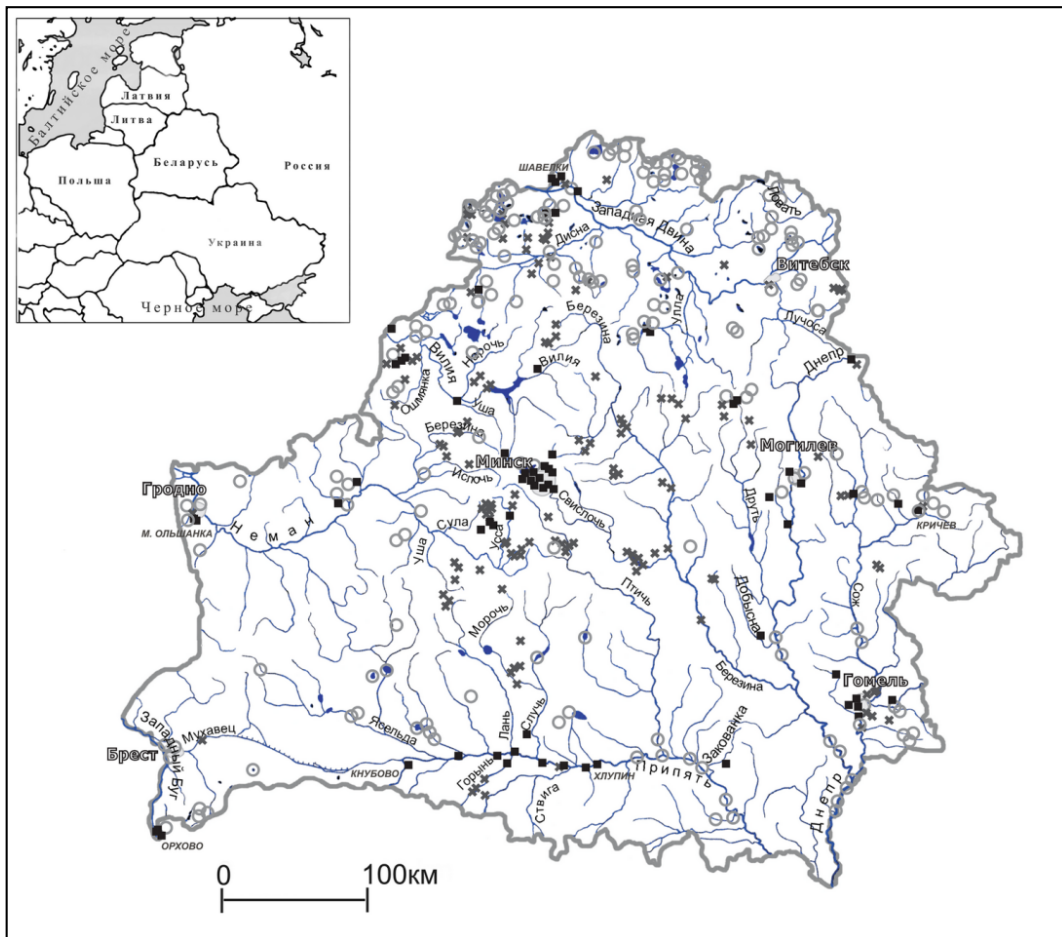 Балтийское море
Латвия
Литва
Беларусь
Россия
Польша
Украина
Черное море
ШАВЕЛКИ
Западная Двина
Ловать
Дисна
Витебск
Улла
Березина
Лучоса
Нарочь
Вилия
Вилия
Днепр
Ошмянка
Уша
Березина
Могилев
Минск
Ислочь
Гродно
Свислочь
Друть
М. ОЛЬШАНКА
Неман
Сула
Усса
КРИЧЕВ
Уша
Птичь
Добысна
Сож
Морочь
Березина
Гомель
Западный Буг
Мухавец
Ясельда
Лань
Случь
Заковайка
Брест
КНУБОВО
Горынь
ХЛУПИН
Припять
Ствига
Днепр
ОРХОВО
0 100км